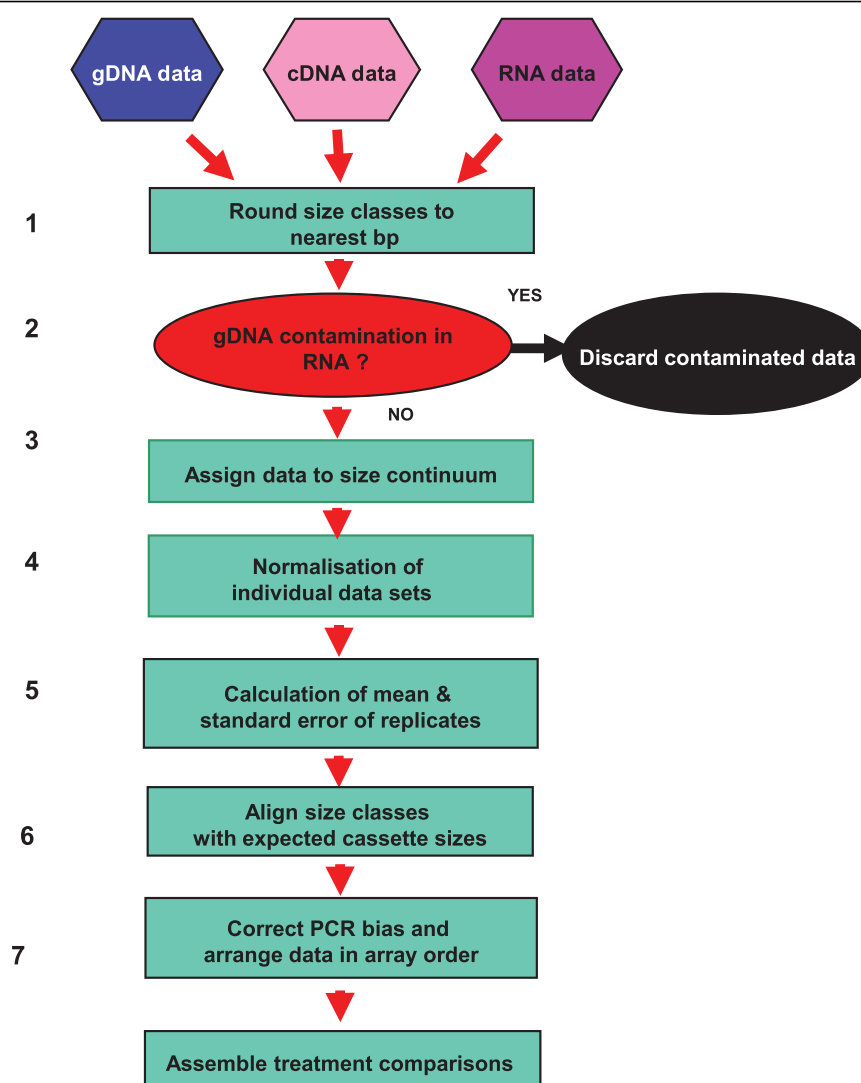 gDNA data
cDNA data
RNA data
1
Round size classes to
nearest bp
2
gDNA contamination in
RNA ?
YES
Discard contaminated data
NO
3
Assign data to size continuum
4
Normalisation of
individual data sets
5
Calculation of mean &
standard error of replicates
6
Align size classes
with expected cassette sizes
7
Correct PCR bias and
arrange data in array order
Assemble treatment comparisons